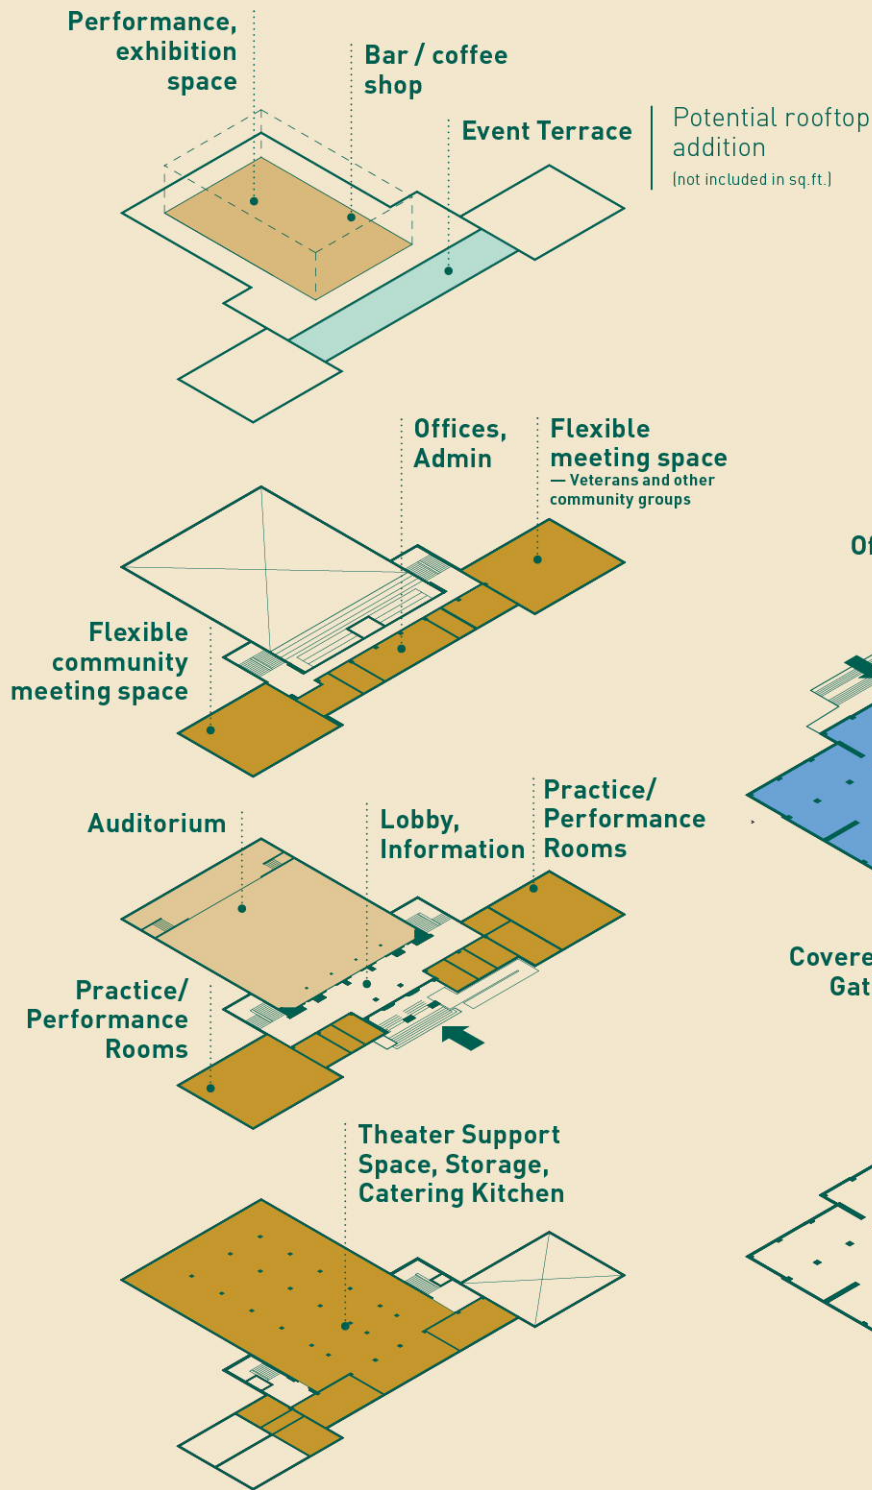 Performance,
exhibition
space
Bar / coffee
shop
Event Terrace
Potential rooftop
addition
(not included in sq.ft.)
Offices,
Admin
Flexible
meeting space
— Veterans and other
community groups
Flexible
community
meeting space
Auditorium
Lobby,
Information
Practice/
Performance
Rooms
Practice/
Performance
Rooms
Theater Support
Space, Storage,
Catering Kitchen